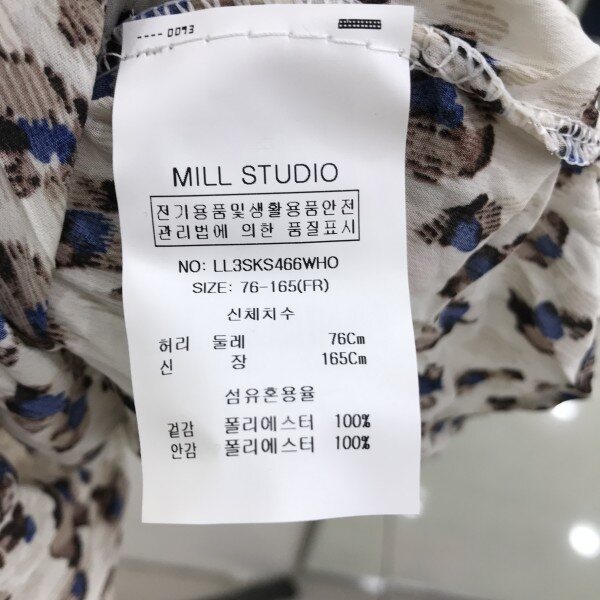 ---- 0093
MILL STUDIO
전기용품및생활용품안전
관리법에 의한 품질표시
NO: LL3SKS466WHO
SIZE: 76-165(FR)
신체치수
허리 둘레 76Cm
신 장 165Cm
섬유혼용율
겉감 폴리에스터 100%
안감 폴리에스터 100%